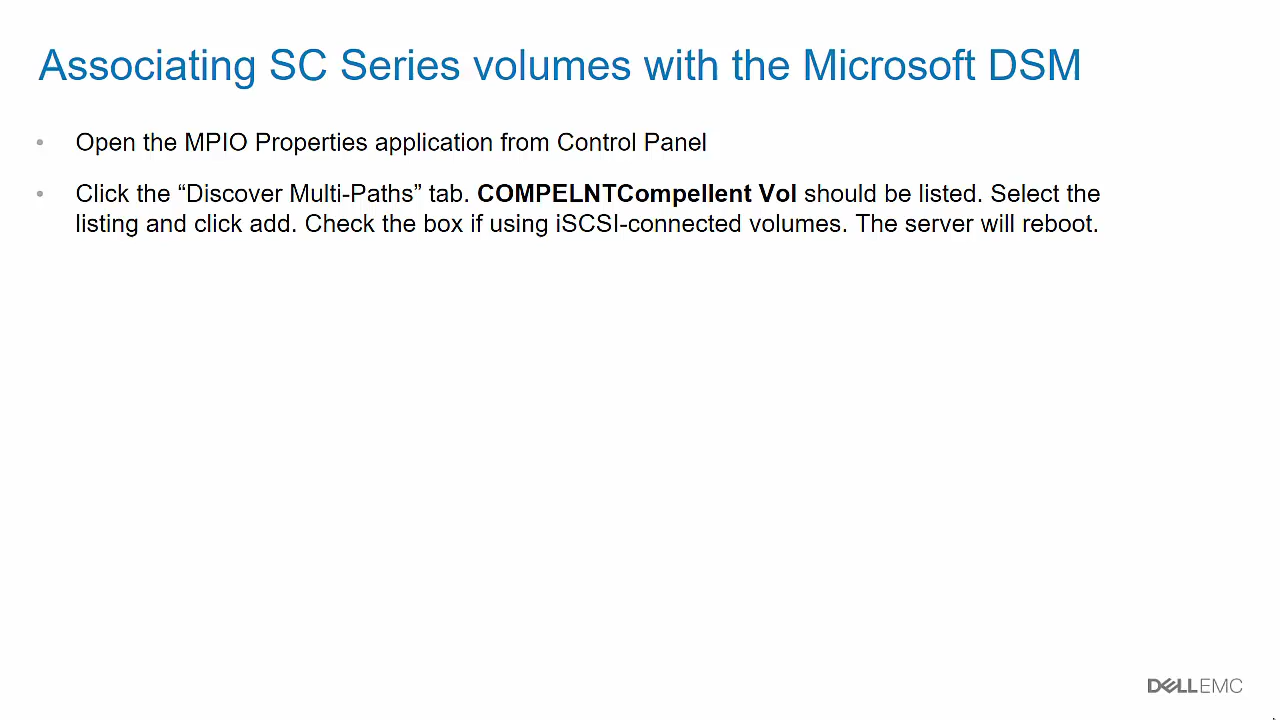 Associating SC Series volumes with the Microsoft DSM
• Open the MPIO Properties application from Control Panel
• Click the “Discover Multi-Paths” tab. COMPELNTCompellent Vol should be listed. Select the
listing and click add. Check the box if using iSCSI-connected volumes. The server will reboot.
DELLEMC